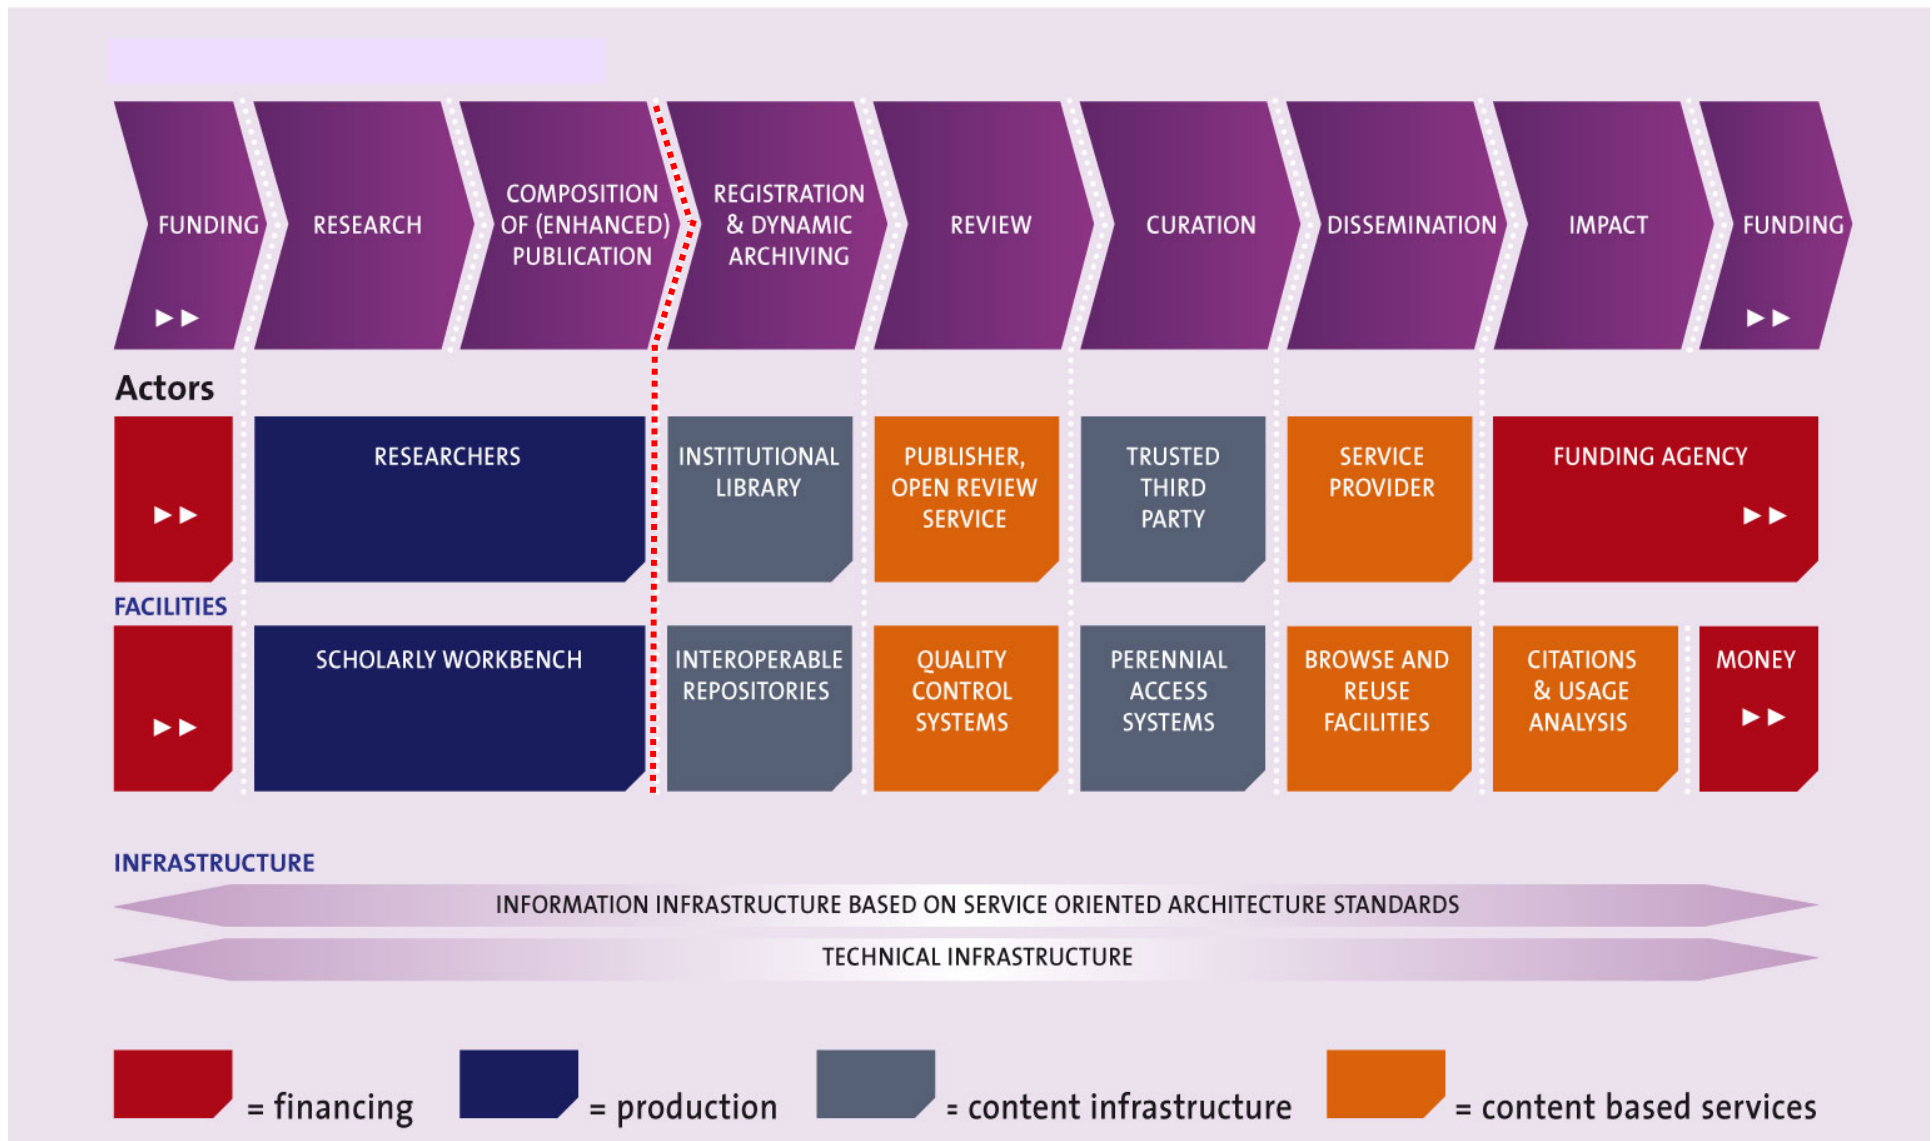 FUNDING
RESEARCH
COMPOSITION
OF (ENHANCED)
PUBLICATION
REGISTRATION
& DYNAMIC
ARCHIVING
REVIEW
CURATION
DISSEMINATION
IMPACT
FUNDING
Actors
RESEARCHERS
INSTITUTIONAL
LIBRARY
PUBLISHER,
OPEN REVIEW
SERVICE
TRUSTED
THIRD
PARTY
SERVICE
PROVIDER
FUNDING AGENCY
FACILITIES
SCHOLARLY WORKBENCH
INTEROPERABLE
REPOSITORIES
QUALITY
CONTROL
SYSTEMS
PERENNIAL
ACCESS
SYSTEMS
BROWSE AND
REUSE
FACILITIES
CITATIONS
& USAGE
ANALYSIS
MONEY
INFRASTRUCTURE
INFORMATION INFRASTRUCTURE BASED ON SERVICE ORIENTED ARCHITECTURE STANDARDS
TECHNICAL INFRASTRUCTURE
= financing
= production
= content infrastructure
= content based services